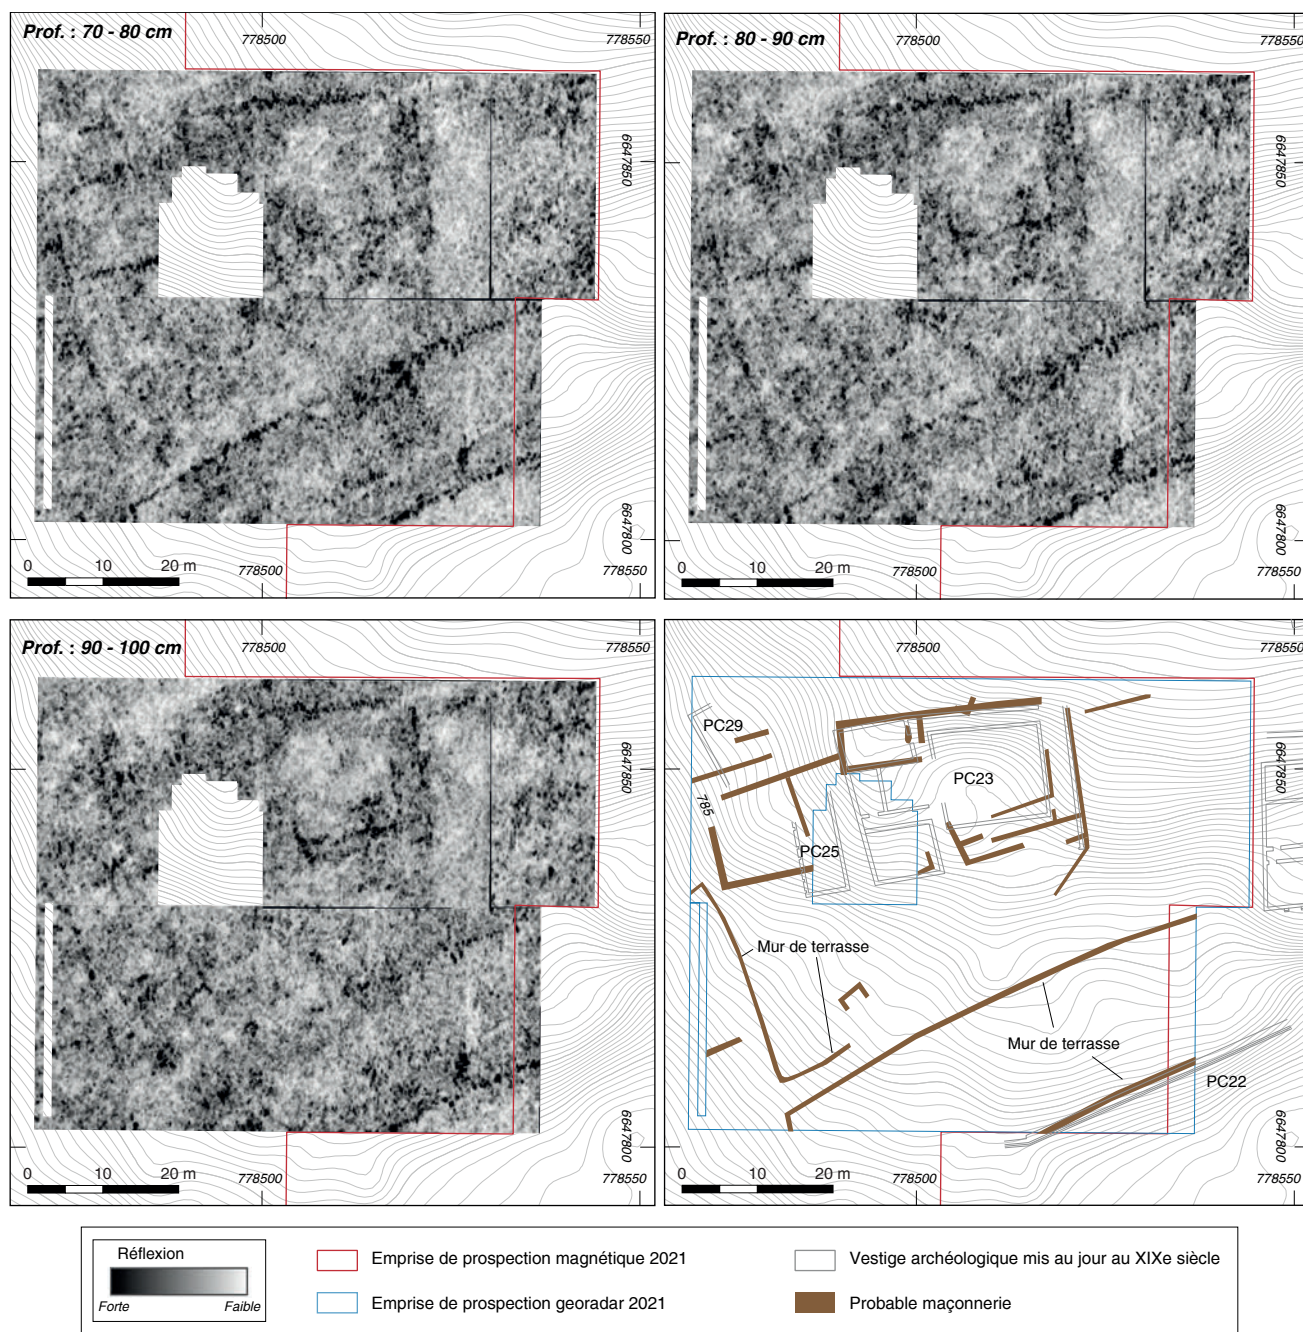 Prof. : 70 - 80 cm
778500
778550
6647850
6647800
0 10 20 m
778500
778550
Prof. : 80 - 90 cm
778500
778550
6647850
6647800
0 10 20 m
778500
778550
Prof. : 90 - 100 cm
778500
778550
6647850
6647800
0 10 20 m
778500
778550
778500
778550
PC29
6647850
PC23
785
PC25
Mur de terrasse
Mur de terrasse
PC22
6647800
0 10 20 m
778500
778550
Réflexion
Forte Faible
Emprise de prospection magnétique 2021
Emprise de prospection georadar 2021
Vestige archéologique mis au jour au XIXe siècle
Probable maçonnerie